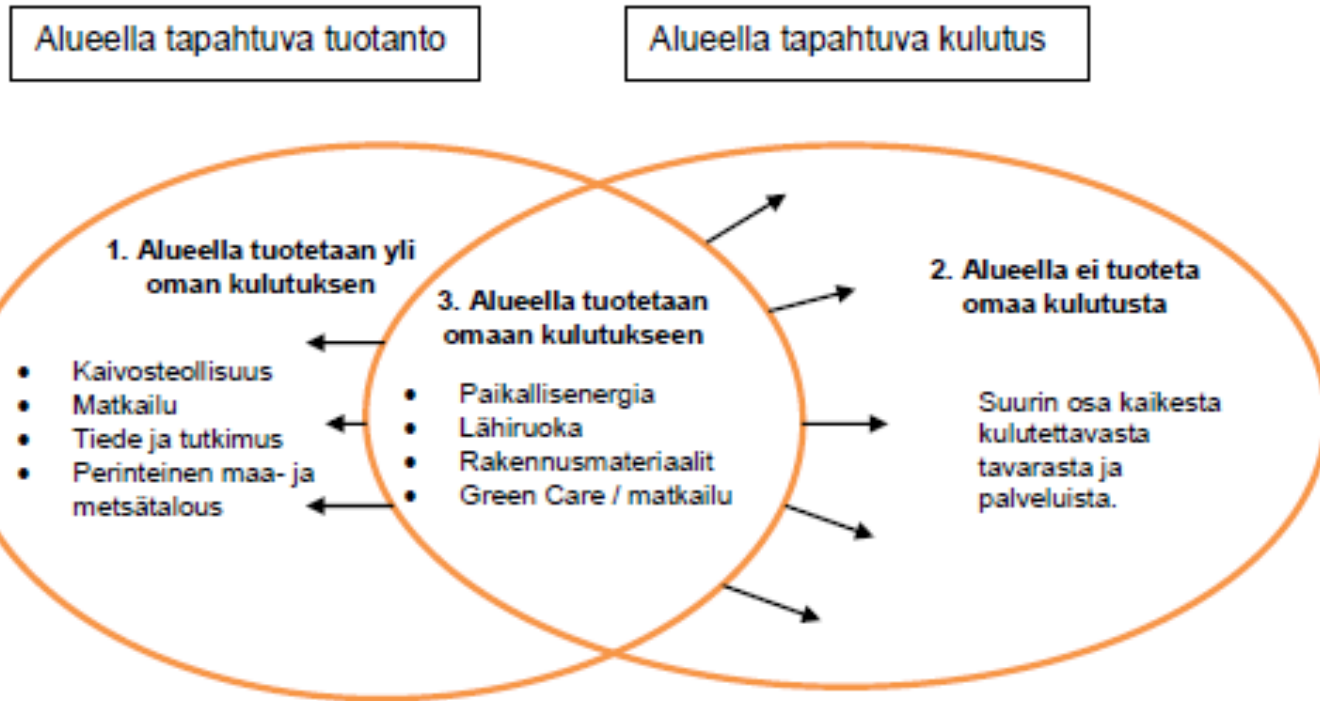 Alueella tapahtuva tuotanto
Alueella tapahtuva kulutus
1. Alueella tuotetaan yli
oman kulutuksen
• Kaivosteollisuus
• Matkailu
• Tiede ja tutkimus
• Perinteinen maa- ja
metsätalous
3. Alueella tuotetaan
omaan kulutukseen
• Paikallisenergia
• Lähiruoka
• Rakennusmateriaalit
• Green Care / matkailu
2. Alueella ei tuoteta
omaa kulutusta
Suurin osa kaikesta
kulutettavasta
tavarasta ja
palveluista.